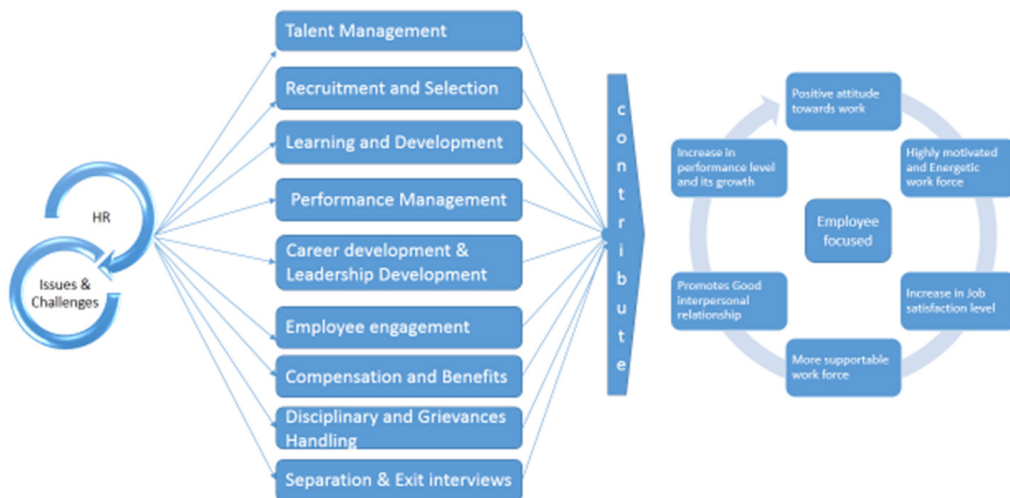 HR
Issues &
Challenges
Talent Management
Recruitment and Selection
Learning and Development
Performance Management
Career development &
Leadership Development
Employee engagement
Compensation and Benefits
Disciplinary and Grievances
Handling
Separation & Exit interviews
contribute
Positive attitude
towards work
Highly motivated
and Energetic
work force
Increase in Job
satisfaction level
More supportable
work force
Promotes Good
interpersonal
relationship
Increase in
performance level
and its growth
Employee
focused